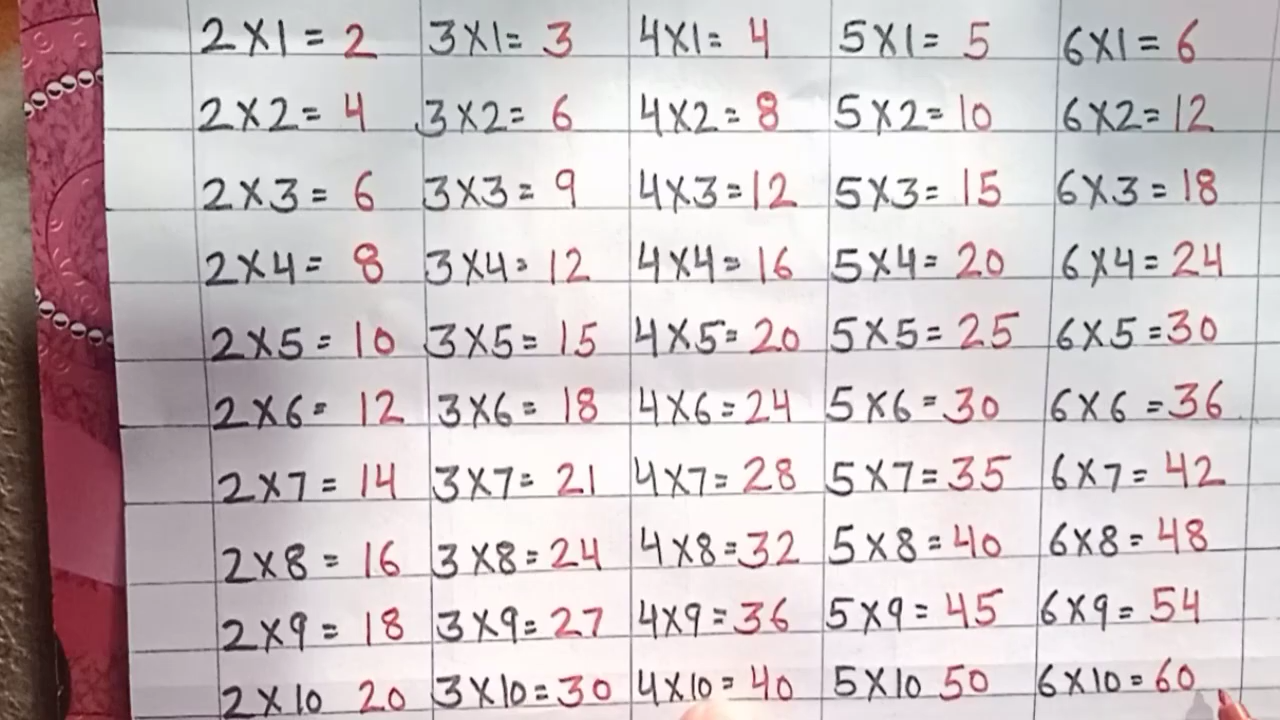 2X1 = 2 3X1= 3 4X1= 4 5X1= 5 6X1= 6
2X2= 4 3X2= 6 4X2= 8 5X2= 10 6X2= 12
2X3= 6 3X3= 9 4X3=12 5X3= 15 6X3= 18
2X4= 8 3X4= 12 4X4= 16 5X4= 20 6X4= 24
2X5= 10 3X5= 15 4X5= 20 5X5= 25 6X5=30
2X6= 12 3X6= 18 4X6=24 5X6= 30 6X6=36
2X7= 14 3X7= 21 4X7= 28 5X7=35 6X7= 42
2X8= 16 3X8=24 4X8=32 5X8=40 6X8= 48
2X9= 18 3X9=27 4X9=36 5X9= 45 6X9= 54
2X10 20 3X10=30 4X10= 40 5X10 50 6X10=60